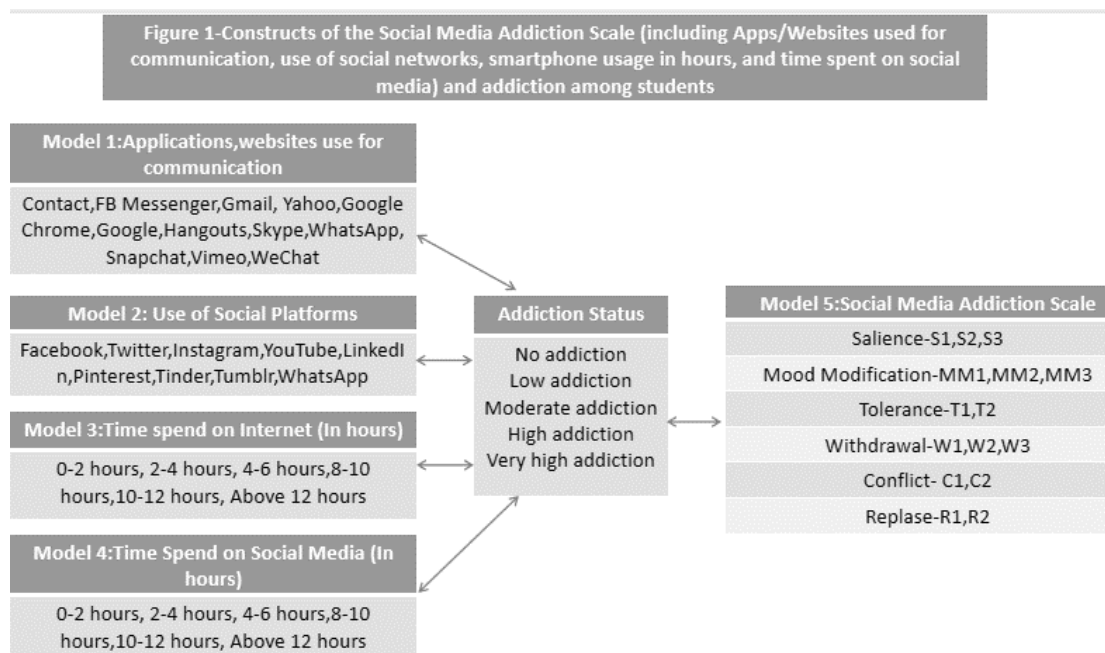 Figure 1-Constructs of the Social Media Addiction Scale (including Apps/Websites used for
communication, use of social networks, smartphone usage in hours, and time spent on social
media) and addiction among students
Model 1:Applications,websites use for
communication
Contact,FB Messenger,Gmail, Yahoo,Google
Chrome,Google,Hangouts,Skype,WhatsApp,
Snapchat,Vimeo,WeChat
Model 2: Use of Social Platforms
Facebook,Twitter,Instagram,YouTube,LinkedI
n,Pinterest,Tinder,Tumblr,WhatsApp
Model 3:Time spend on Internet (In hours)
0-2 hours, 2-4 hours, 4-6 hours,8-10
hours,10-12 hours, Above 12 hours
Model 4:Time Spend on Social Media (In
hours)
0-2 hours, 2-4 hours, 4-6 hours,8-10
hours,10-12 hours, Above 12 hours
Addiction Status
No addiction
Low addiction
Moderate addiction
High addiction
Very high addiction
Model 5:Social Media Addiction Scale
Salience-S1,S2,S3
Mood Modification-MM1,MM2,MM3
Tolerance-T1,T2
Withdrawal-W1,W2,W3
Conflict- C1,C2
Replase-R1,R2